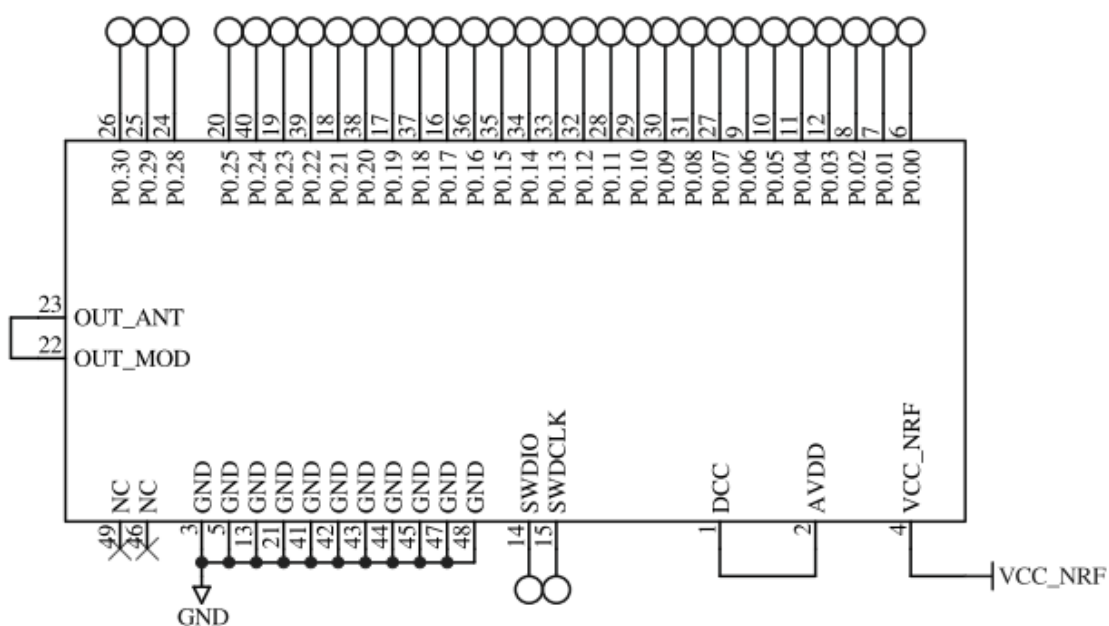 26 25 24 20 40 19 39 18 38 17 37 16 36 35 34 33 32 28 29 30 31 27 9 10 11 12 8 7 6
P0.30 P0.29 P0.28 P0.25 P0.24 P0.23 P0.22 P0.21 P0.20 P0.19 P0.18 P0.17 P0.16 P0.15 P0.14 P0.13 P0.12 P0.11 P0.10 P0.09 P0.08 P0.07 P0.06 P0.05 P0.04 P0.03 P0.02 P0.01 P0.00
23 OUT_ANT
22 OUT_MOD
NC NC GND GND GND GND GND GND GND GND GND GND GND SWDIO SWDCLK DCC AVDD VCC_NRF
49 46 3 5 13 21 41 42 43 44 45 47 48 14 15 1 2 4
VCC_NRF
GND